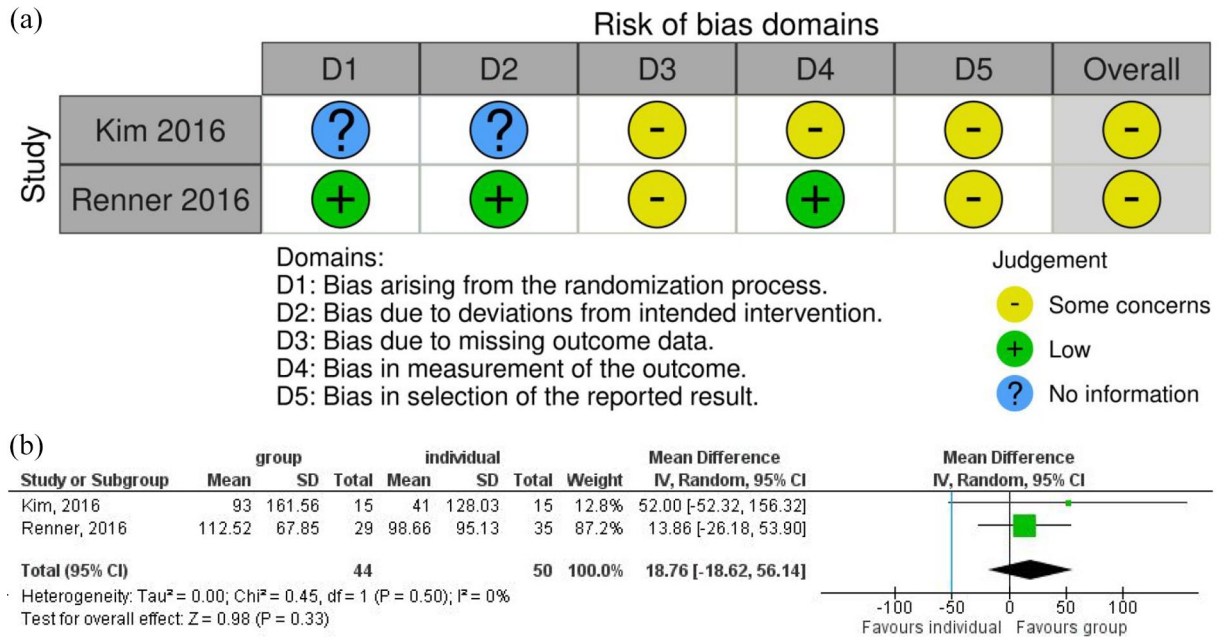 (a)
Risk of bias domains
D1 D2 D3 D4 D5 Overall
Study
Kim 2016 ? ? - - - -
Renner 2016 + + - + - -
Domains:
D1: Bias arising from the randomization process.
D2: Bias due to deviations from intended intervention.
D3: Bias due to missing outcome data.
D4: Bias in measurement of the outcome.
D5: Bias in selection of the reported result.
Judgement
- Some concerns
+ Low
? No information
(b)
group individual Mean Difference Mean Difference
Study or Subgroup Mean SD Total Mean SD Total Weight IV, Random, 95% CI IV, Random, 95% CI
Kim, 2016 93 161.56 15 41 128.03 15 12.8% 52.00 [-52.32, 156.32]
Renner, 2016 112.52 67.85 29 98.66 95.13 35 87.2% 13.86 [-26.18, 53.90]
Total (95% CI) 44 50 100.0% 18.76 [-18.62, 56.14]
Heterogeneity: Tau² = 0.00; Chi² = 0.45, df = 1 (P = 0.50); I² = 0%
Test for overall effect: Z = 0.98 (P = 0.33)
-100 -50 0 50 100
Favours individual Favours group